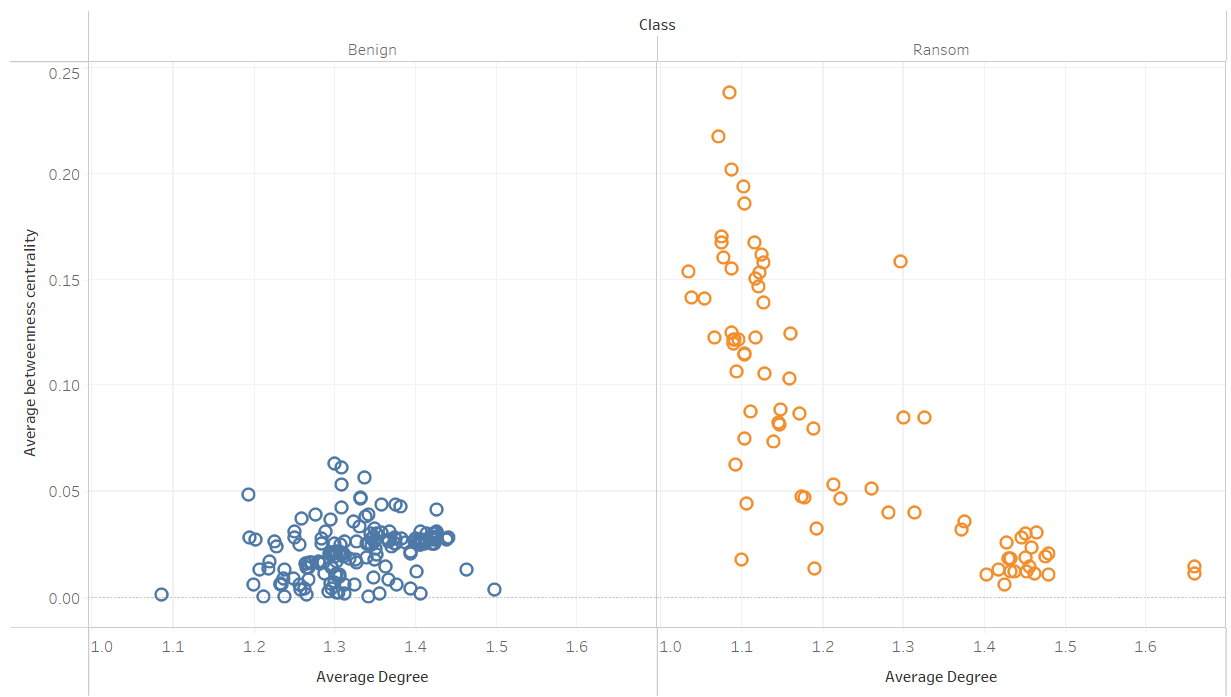 Class
Benign Ransom
0.25
0.20
0.15
0.10
0.05
0.00
Average betweenness centrality
1.0 1.1 1.2 1.3 1.4 1.5 1.6 1.0 1.1 1.2 1.3 1.4 1.5 1.6
Average Degree Average Degree